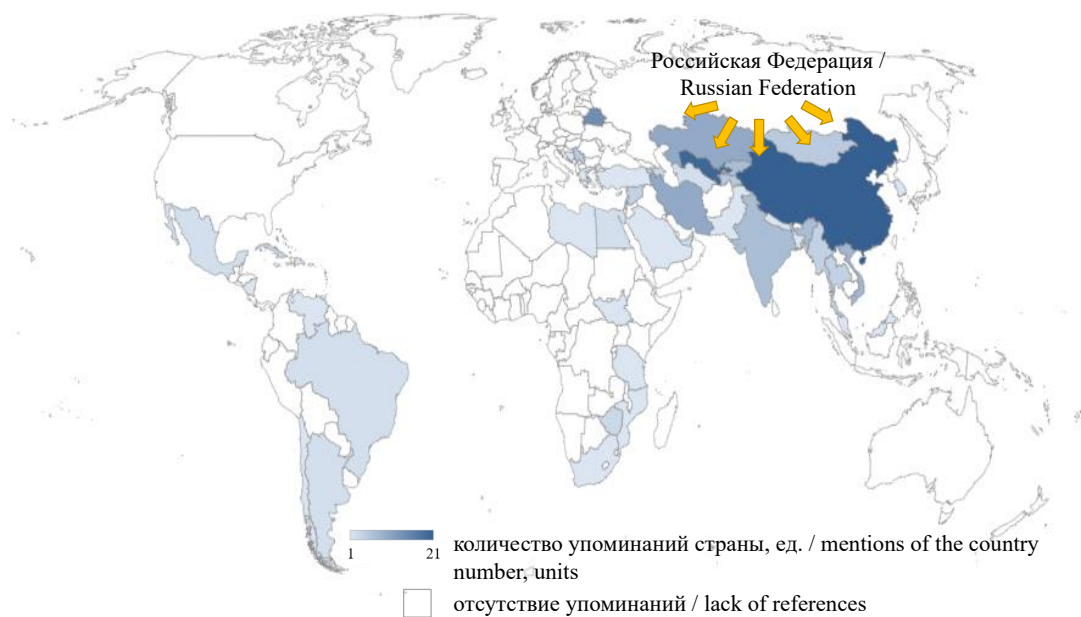 Российская Федерация /
Russian Federation
1 21
количество упоминаний страны, ед. / mentions of the country
number, units
отсутствие упоминаний / lack of references